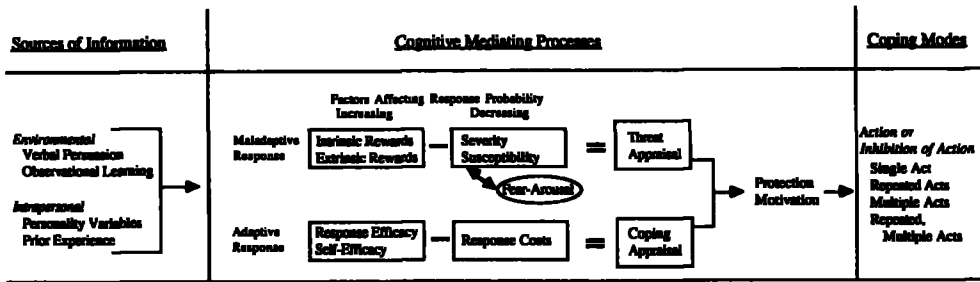 Sources of Information
Cognitive Mediating Processes
Coping Modes
Factors Affecting Response Probability
Increasing
Decreasing
Environmental
Verbal Persuasion
Observational Learning
Intrapersonal
Personality Variables
Prior Experience
Maladaptive
Response
Intrinsic Rewards
Extrinsic Rewards
−
Severity
Susceptibility
=
Threat
Appraisal
Fear-Arousal
Adaptive
Response
Response Efficacy
Self-Efficacy
−
Response Costs
=
Coping
Appraisal
Protection
Motivation
Action or
Inhibition of Action
Single Act
Repeated Acts
Multiple Acts
Repeated,
Multiple Acts